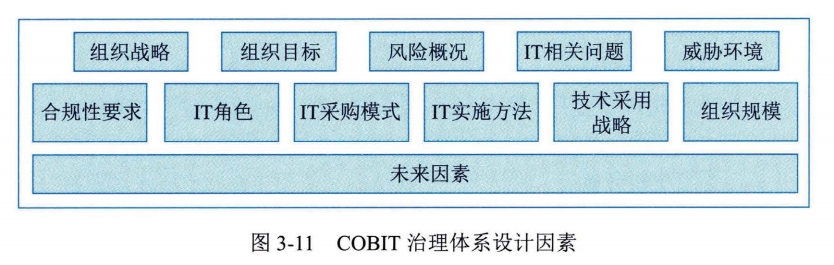 组织战略 组织目标 风险概况 IT相关问题 威胁环境
合规性要求 IT角色 IT采购模式 IT实施方法 技术采用
战略 组织规模
未来因素
图 3-11 COBIT 治理体系设计因素